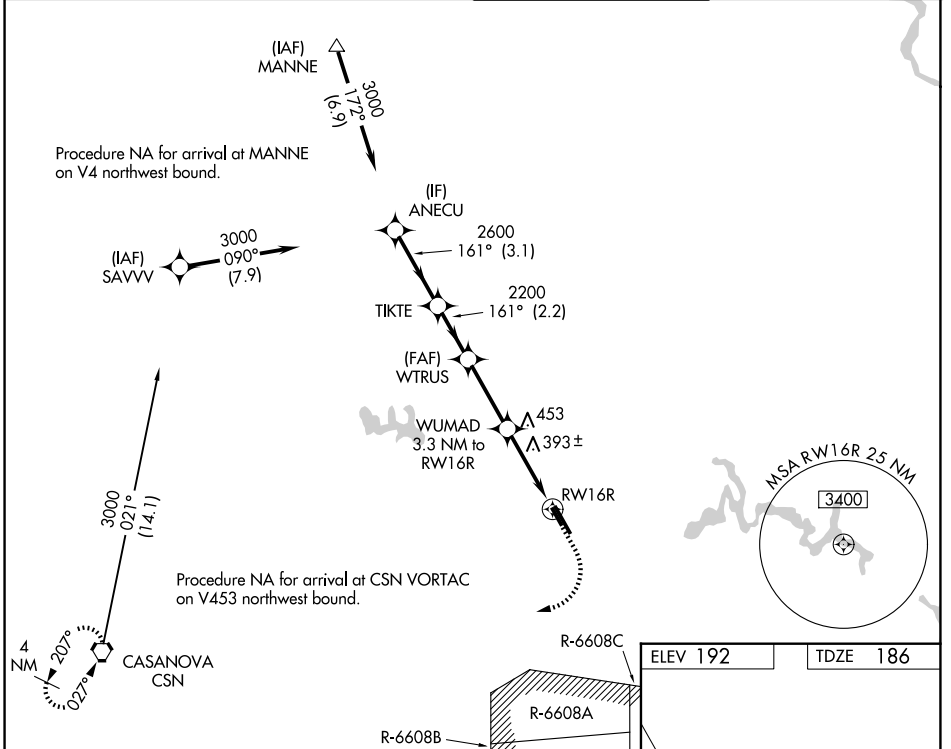 (IAF)
MANNE
3000
172°
(6.9)
Procedure NA for arrival at MANNE
on V4 northwest bound.
(IF)
ANECU
2600
161° (3.1)
(IAF)
SAVVV
3000
090°
(7.9)
TIKTE
2200
161° (2.2)
(FAF)
WTRUS
WUMAD
3.3 NM to
RW16R
453
393 ±
RW16R
MSA RW16R 25 NM
3400
3000
021°
(14.1)
Procedure NA for arrival at CSN VORTAC
on V453 northwest bound.
4
NM
207°
027°
CASANOVA
CSN
R-6608C
R-6608A
R-6608B
ELEV 192
TDZE 186